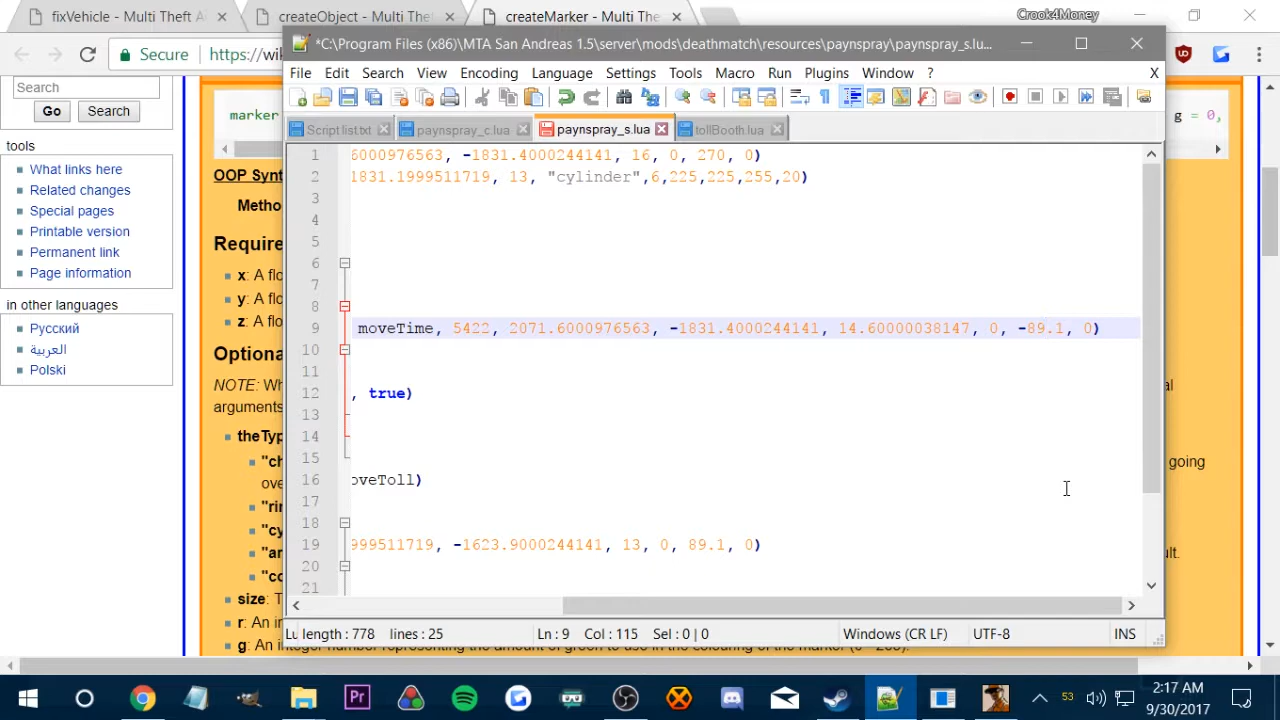 fixVehicle - Multi Theft A
createObject - Multi Thef
createMarker - Multi The
Crook4Money
Secure
https://wik
*C:\Program Files (x86)\MTA San Andreas 1.5\server\mods\deathmatch\resources\paynspray\paynspray_s.lu...
File Edit Search View Encoding Language Settings Tools Macro Run Plugins Window ? X
Script list.txt
paynspray_c.lua
paynspray_s.lua
tollBooth.lua
1 6000976563, -1831.4000244141, 16, 0, 270, 0)
2 1831.1999511719, 13, "cylinder",6,225,225,255,20)
3
4
5
6
7
8
9 moveTime, 5422, 2071.6000976563, -1831.4000244141, 14.60000038147, 0, -89.1, 0)
10
11
12 , true)
13
14
15
16 oveToll)
17
18
19 999511719, -1623.9000244141, 13, 0, 89.1, 0)
20
21
Lu length : 778 lines : 25 Ln : 9 Col : 115 Sel : 0 | 0 Windows (CR LF) UTF-8 INS
Search
Go
Search
tools
What links here
Related changes
Special pages
Printable version
Permanent link
Page information
in other languages
Русский
العربية
Polski
marker
g = 0,
OOP Synt
Metho
Require
x: A flo
y: A flo
z: A flo
Optiona
NOTE: Wh
al
arguments
theTyp
"ch
going
ove
"rin
"cy
"ar
ult.
"co
size: T
r: An in
g: An integer number representing the amount of green to use in the colouring of the marker (0 - 255).
53
2:17 AM
9/30/2017